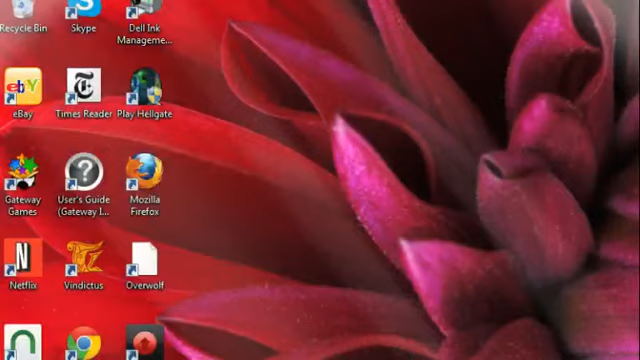 Recycle Bin
Skype
Dell Ink
Manageme...
eBay
Times Reader
Play Hellgate
Gateway
Games
User's Guide
(Gateway I...
Mozilla
Firefox
Netflix
Vindictus
Overwolf